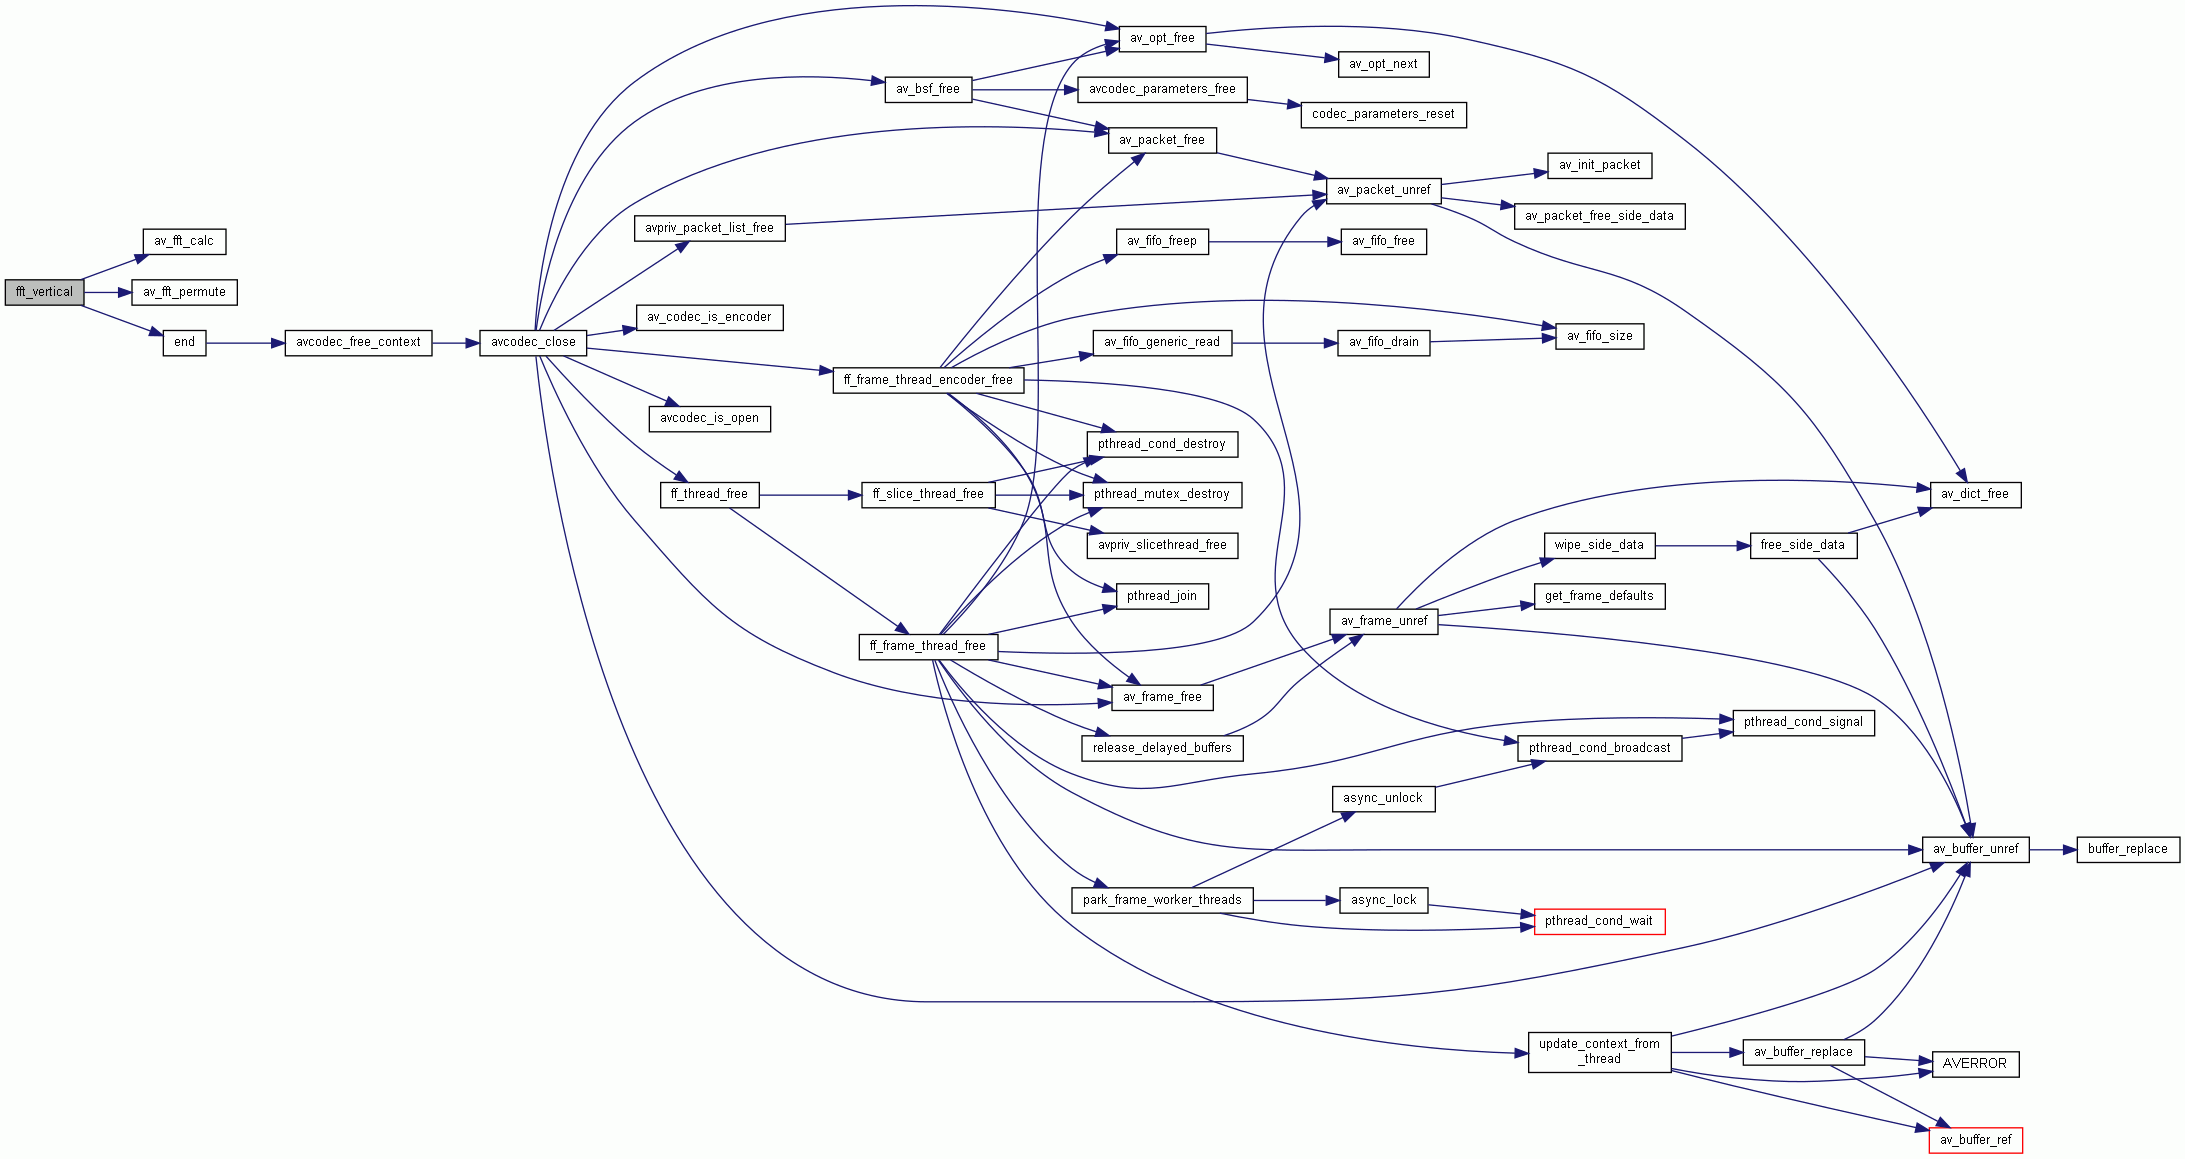 fft_vertical
av_fft_calc
av_fft_permute
end
avcodec_free_context
avcodec_close
avpriv_packet_list_free
av_codec_is_encoder
avcodec_is_open
ff_thread_free
av_bsf_free
ff_frame_thread_encoder_free
ff_slice_thread_free
ff_frame_thread_free
av_opt_free
avcodec_parameters_free
av_packet_free
av_fifo_freep
av_fifo_generic_read
pthread_cond_destroy
pthread_mutex_destroy
avpriv_slicethread_free
pthread_join
av_frame_free
release_delayed_buffers
park_frame_worker_threads
av_opt_next
codec_parameters_reset
av_packet_unref
av_fifo_free
av_fifo_drain
av_frame_unref
async_unlock
async_lock
av_init_packet
av_packet_free_side_data
av_fifo_size
wipe_side_data
get_frame_defaults
pthread_cond_broadcast
pthread_cond_wait
update_context_from
_thread
free_side_data
pthread_cond_signal
av_buffer_replace
av_dict_free
av_buffer_unref
AVERROR
av_buffer_ref
buffer_replace